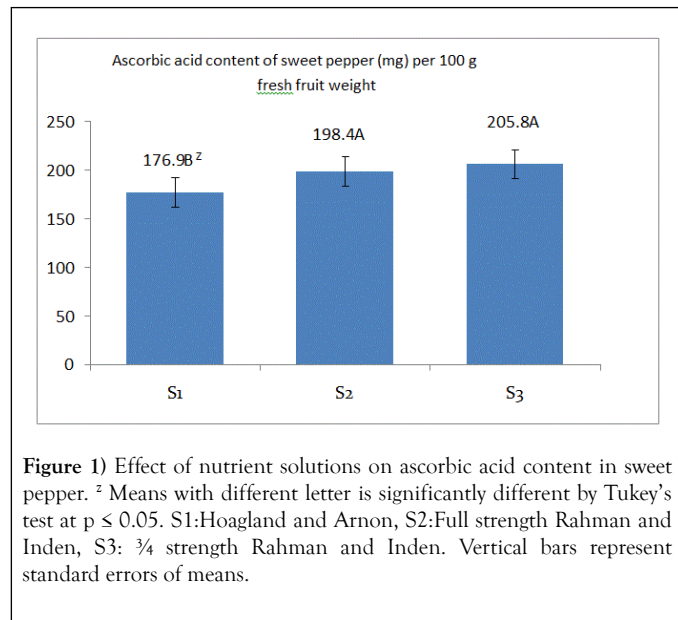 Ascorbic acid content of sweet pepper (mg) per 100 g
fresh fruit weight
250
200
150
100
50
0
176.9B ᶻ
198.4A
205.8A
S1
S2
S3
Figure 1) Effect of nutrient solutions on ascorbic acid content in sweet
pepper. ᶻ Means with different letter is significantly different by Tukey's
test at p ≤ 0.05. S1:Hoagland and Arnon, S2:Full strength Rahman and
Inden, S3: ¾ strength Rahman and Inden. Vertical bars represent
standard errors of means.